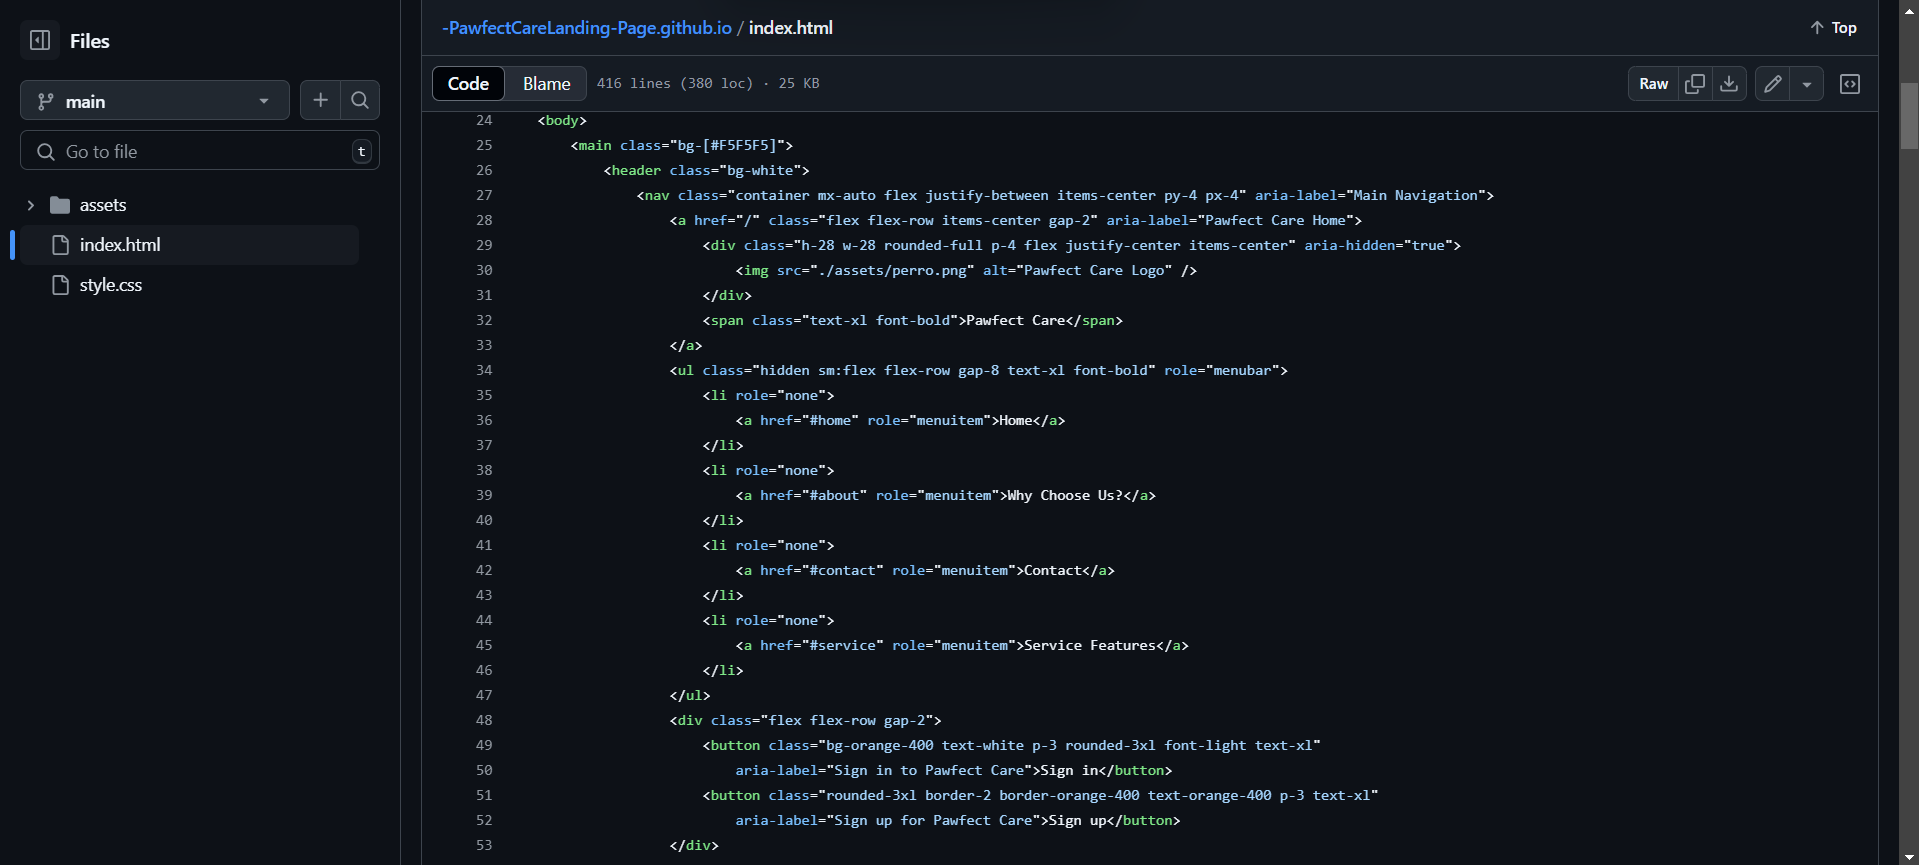 Files
main
Go to file
t
assets
index.html
style.css
-PawfectCareLanding-Page.github.io / index.html
Top
Code Blame 416 lines (380 loc) · 25 KB
Raw
24 <body>
25 <main class="bg-[#F5F5F5]">
26 <header class="bg-white">
27 <nav class="container mx-auto flex justify-between items-center py-4 px-4" aria-label="Main Navigation">
28 <a href="/" class="flex flex-row items-center gap-2" aria-label="Pawfect Care Home">
29 <div class="h-28 w-28 rounded-full p-4 flex justify-center items-center" aria-hidden="true">
30 <img src="./assets/perro.png" alt="Pawfect Care Logo" />
31 </div>
32 <span class="text-xl font-bold">Pawfect Care</span>
33 </a>
34 <ul class="hidden sm:flex flex-row gap-8 text-xl font-bold" role="menubar">
35 <li role="none">
36 <a href="#home" role="menuitem">Home</a>
37 </li>
38 <li role="none">
39 <a href="#about" role="menuitem">Why Choose Us?</a>
40 </li>
41 <li role="none">
42 <a href="#contact" role="menuitem">Contact</a>
43 </li>
44 <li role="none">
45 <a href="#service" role="menuitem">Service Features</a>
46 </li>
47 </ul>
48 <div class="flex flex-row gap-2">
49 <button class="bg-orange-400 text-white p-3 rounded-3xl font-light text-xl"
50 aria-label="Sign in to Pawfect Care">Sign in</button>
51 <button class="rounded-3xl border-2 border-orange-400 text-orange-400 p-3 text-xl"
52 aria-label="Sign up for Pawfect Care">Sign up</button>
53 </div>